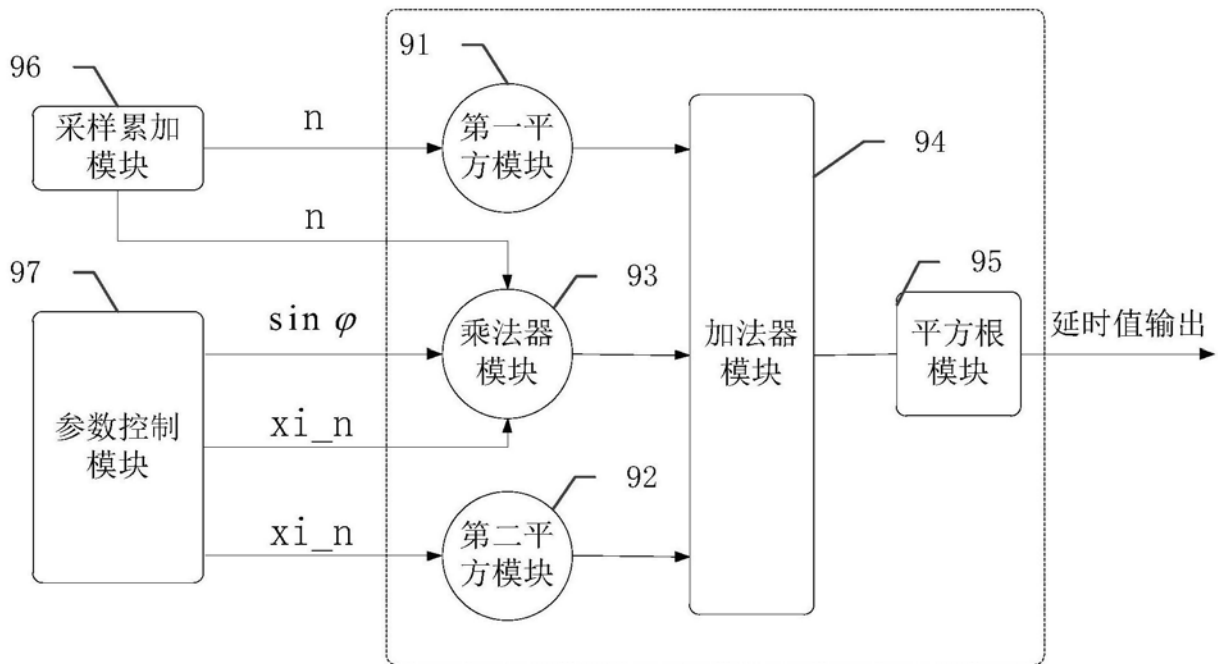 91
96
采样累加
模块
n
第一平
方模块
94
n
97
93
95
sin φ
乘法器
模块
加法器
模块
平方根
模块
延时值输出
参数控制
模块
xi_n
92
xi_n
第二平
方模块